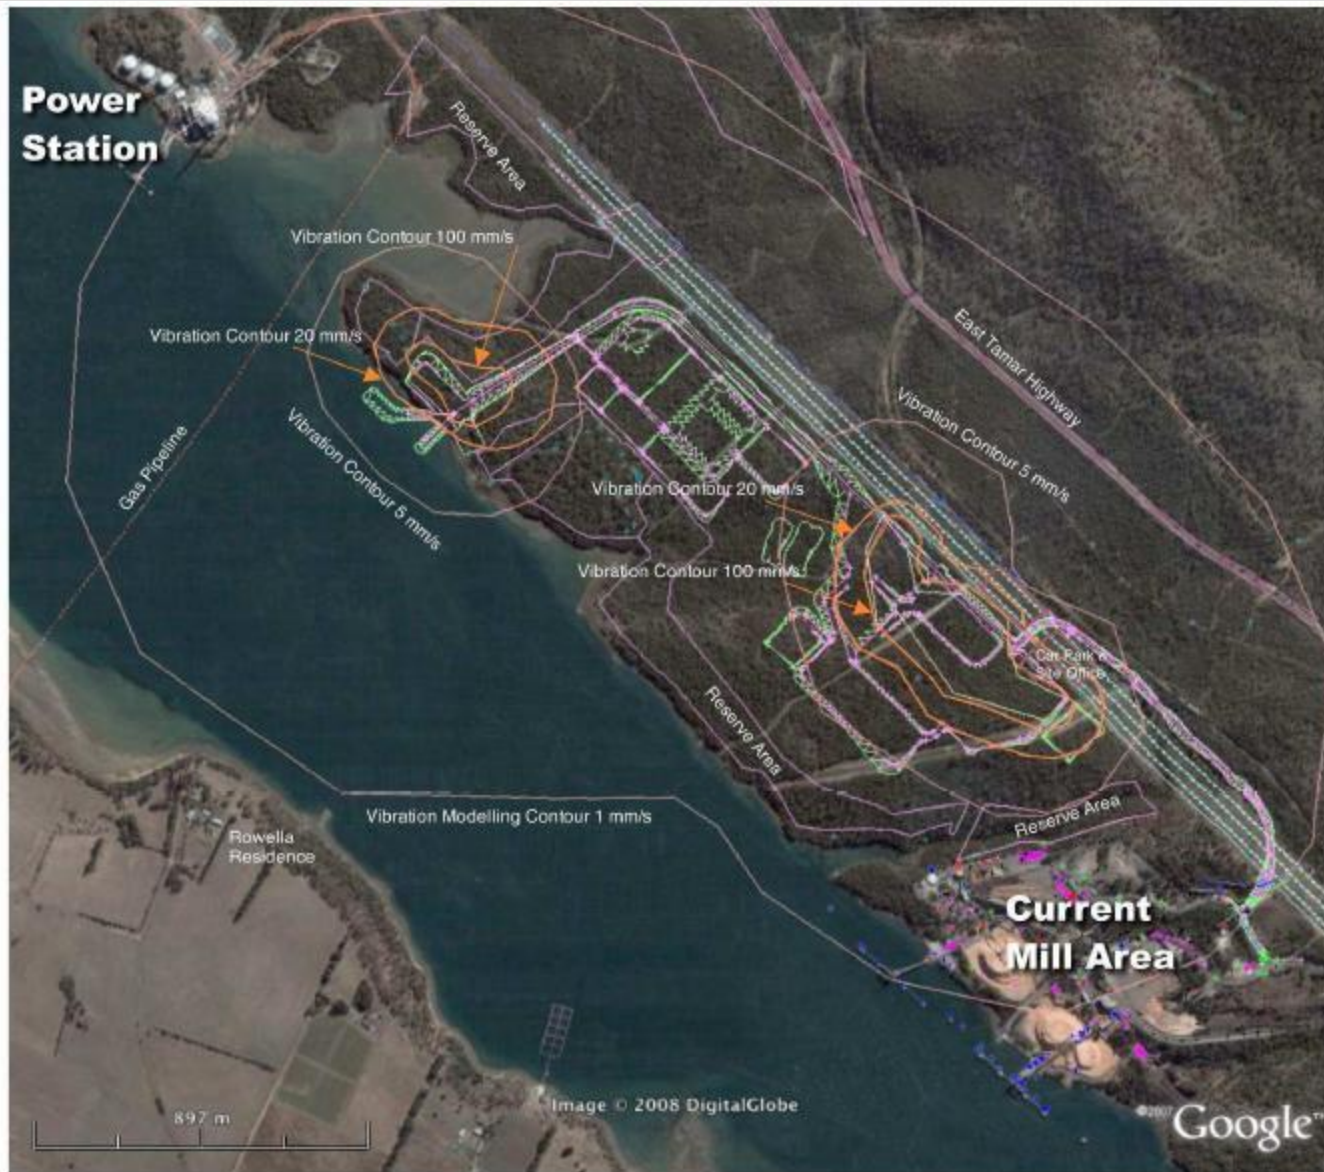 Power
Station
Reserve Area
Vibration Contour 100 mm/s
Vibration Contour 20 mm/s
East Tamar Highway
Vibration Contour 5 mm/s
Gas Pipeline
Vibration Contour 5 mm/s
Vibration Contour 20 mm/s
Vibration Contour 100 mm/s
Car Park &
Site Office
Reserve Area
Vibration Modelling Contour 1 mm/s
Reserve Area
Rowella
Residence
Current
Mill Area
897 m
Image © 2008 DigitalGlobe
©2007 Google™